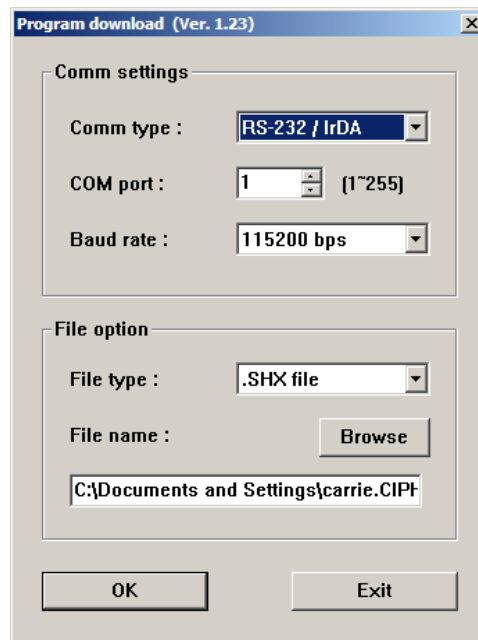 Program download (Ver. 1.23)
Comm settings
Comm type :
RS-232 / IrDA
COM port :
1
(1~255)
Baud rate :
115200 bps
File option
File type :
.SHX file
File name :
Browse
C:\Documents and Settings\carrie.CIPH
OK
Exit